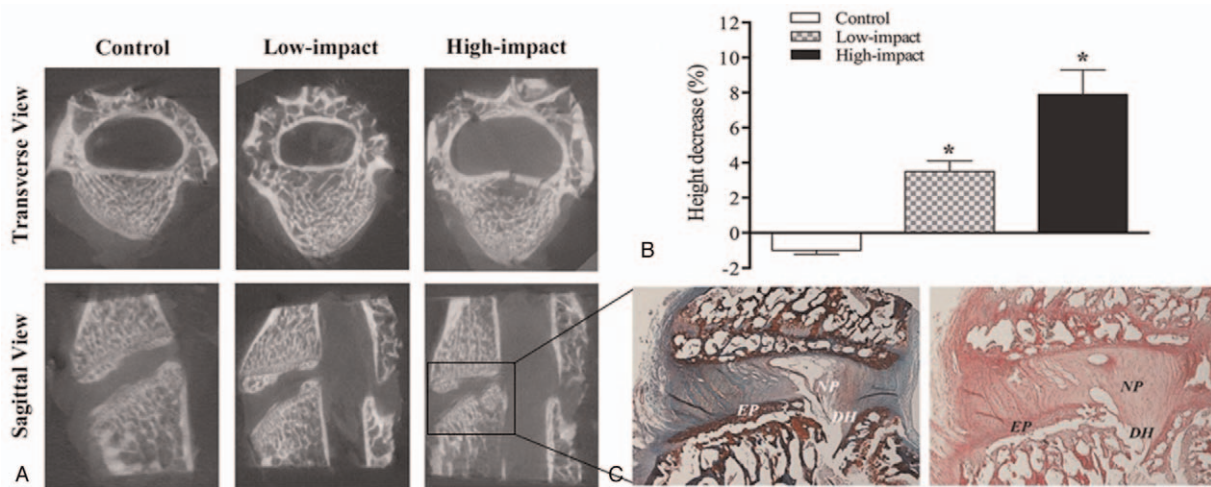 Control Low-impact High-impact
Transverse View
Sagittal View
A
Height decrease (%)
12
10
8
6
4
2
0
-2
Control
Low-impact
High-impact
*
*
B
NP
EP
DH
NP
EP
DH
C